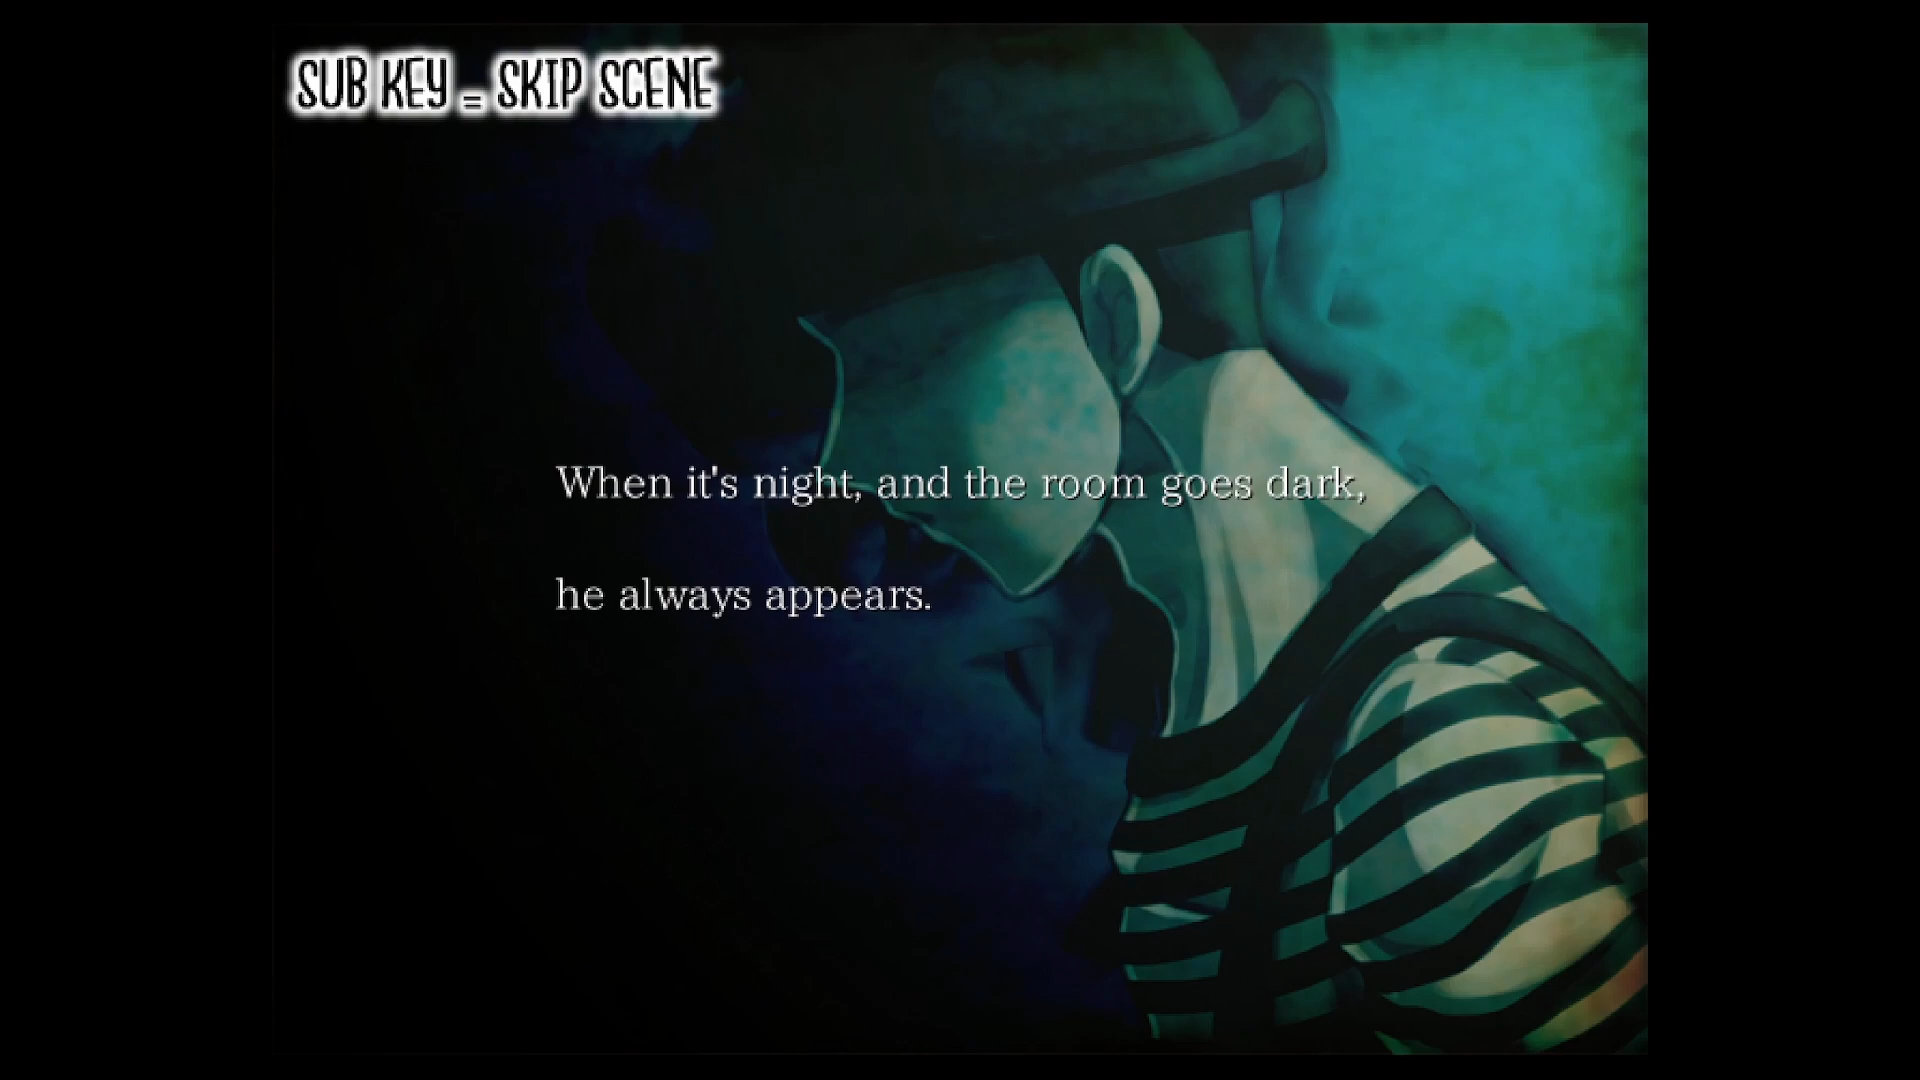 SUB KEY = SKIP SCENE
When it's night, and the room goes dark,
he always appears.